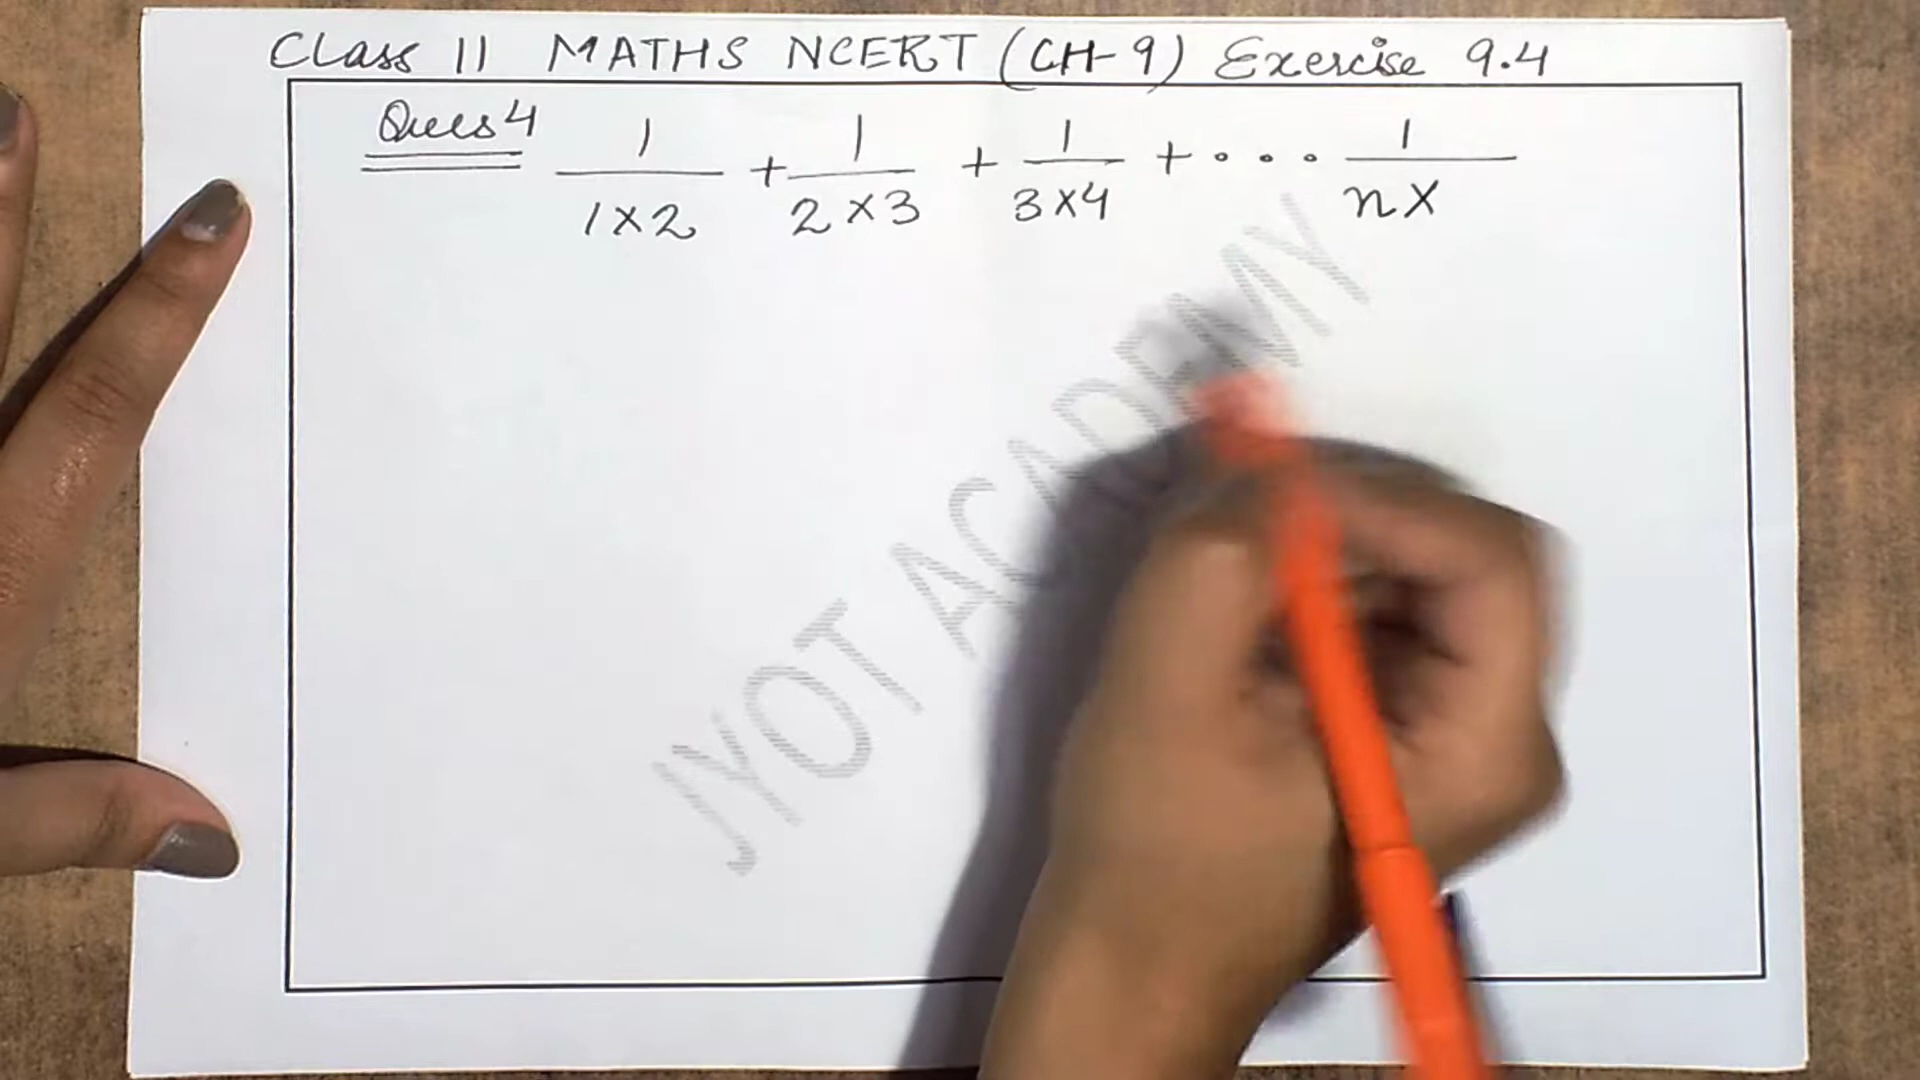 Class 11 MATHS NCERT (CH-9) Exercise 9.4
Ques 4 1/1×2 + 1/2×3 + 1/3×4 + . . . 1/n×
JYOT ACADEMY